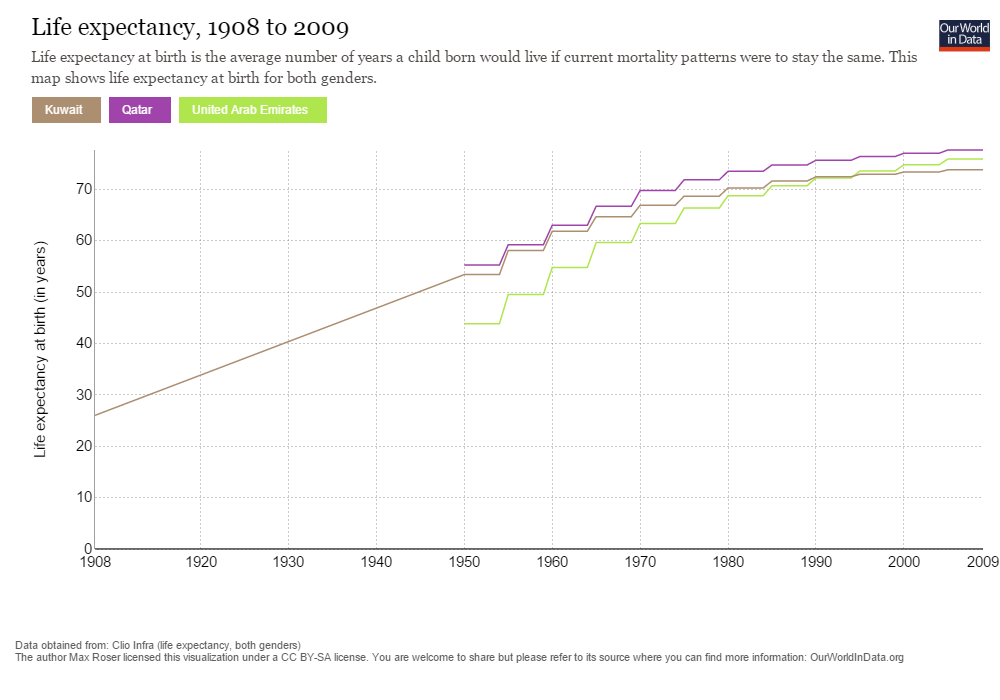 Life expectancy, 1908 to 2009
Our World
in Data
Life expectancy at birth is the average number of years a child born would live if current mortality patterns were to stay the same. This
map shows life expectancy at birth for both genders.
Kuwait
Qatar
United Arab Emirates
Life expectancy at birth (in years)
70
60
50
40
30
20
10
0
1908 1920 1930 1940 1950 1960 1970 1980 1990 2000 2009
Data obtained from: Clio Infra (life expectancy, both genders)
The author Max Roser licensed this visualization under a CC BY-SA license. You are welcome to share but please refer to its source where you can find more information: OurWorldInData.org